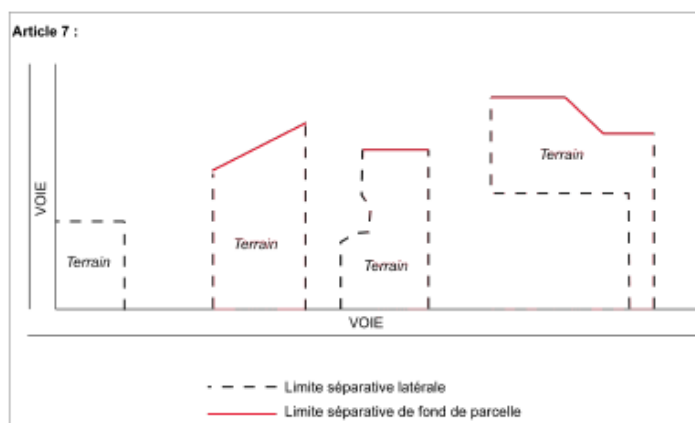 Article 7 :
Terrain
VOIE
Terrain
Terrain
Terrain
VOIE
Limite séparative latérale
Limite séparative de fond de parcelle